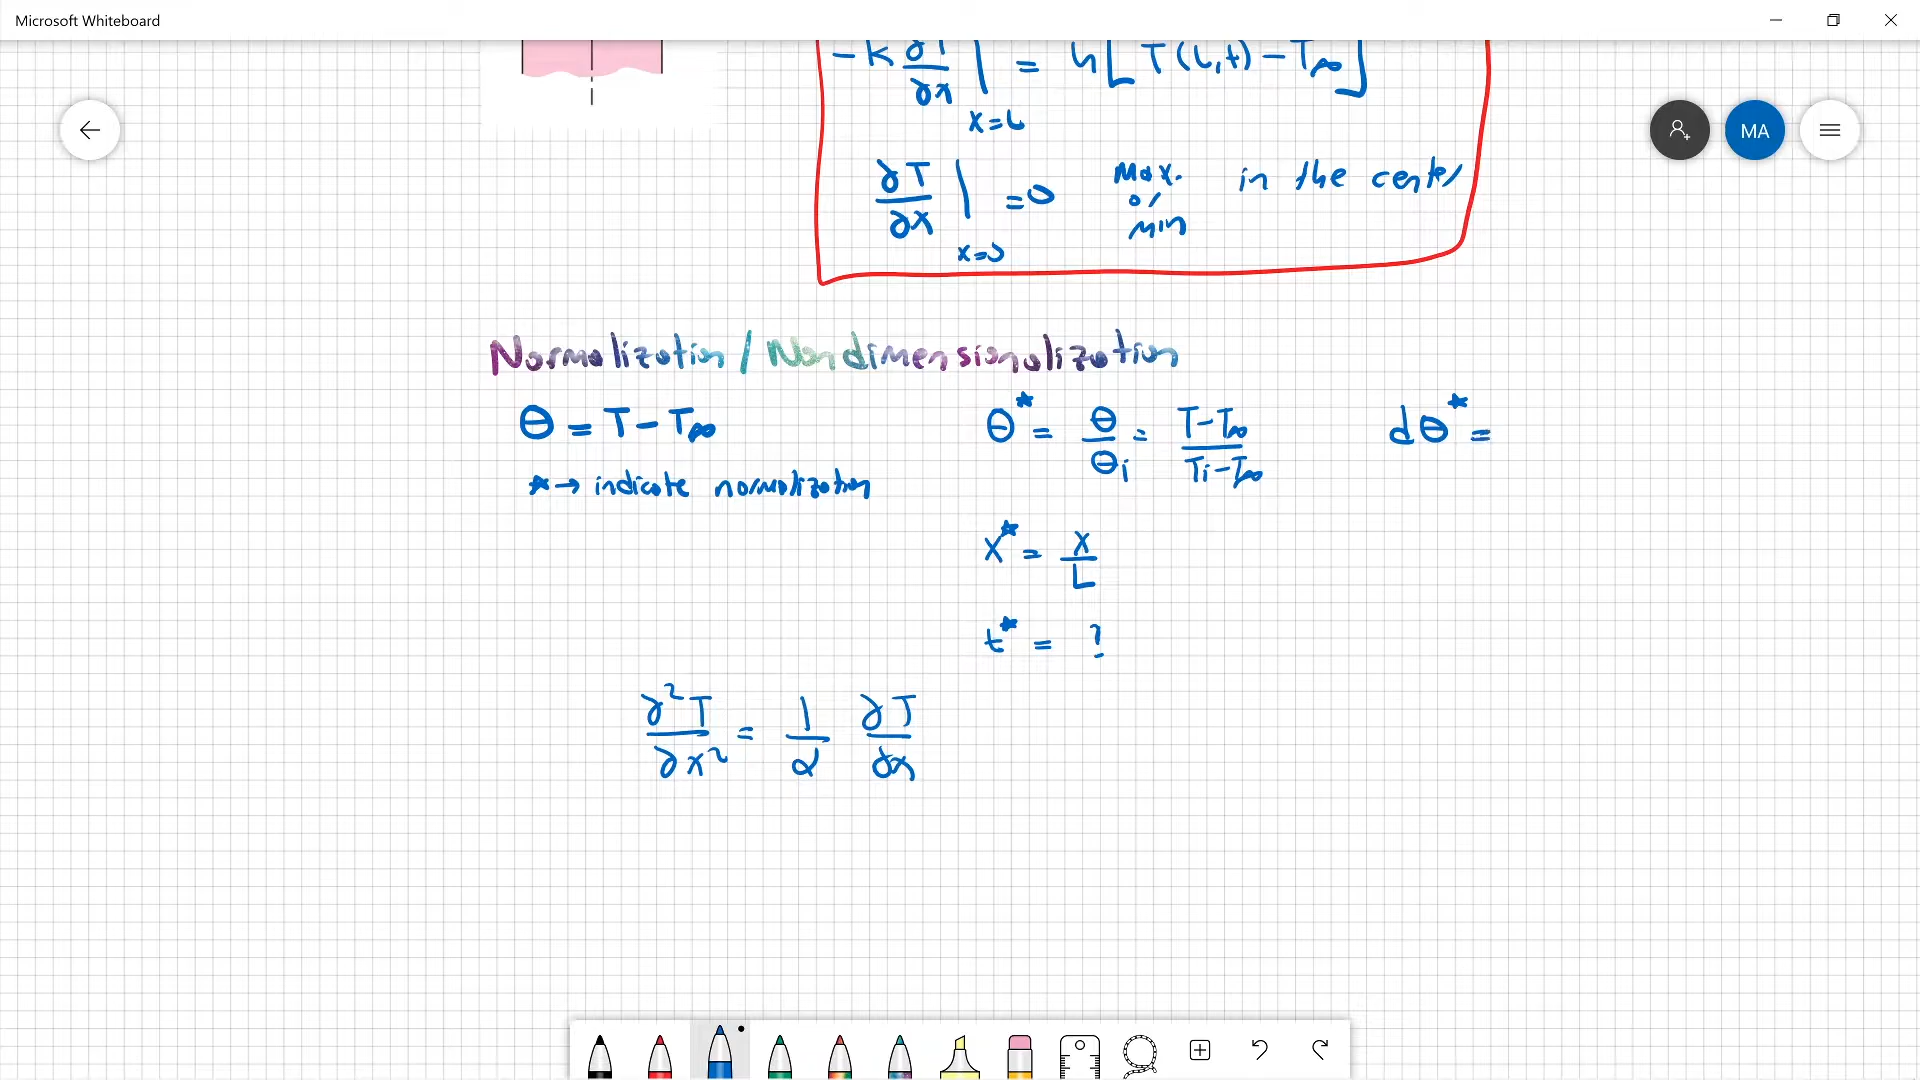 Microsoft Whiteboard
-K ∂T/∂x | x=L = h[T(L,t) - T∞]
MA
∂T/∂x | x=0 =0 Max. or min in the center
Normalization / Nondimensionalization
θ = T - T∞
θ* = θ/θi = (T-T∞)/(Ti-T∞)
dθ* =
* → indicate normalization
x* = x/L
t* = ?
∂²T/∂x² = 1/α ∂T/∂x